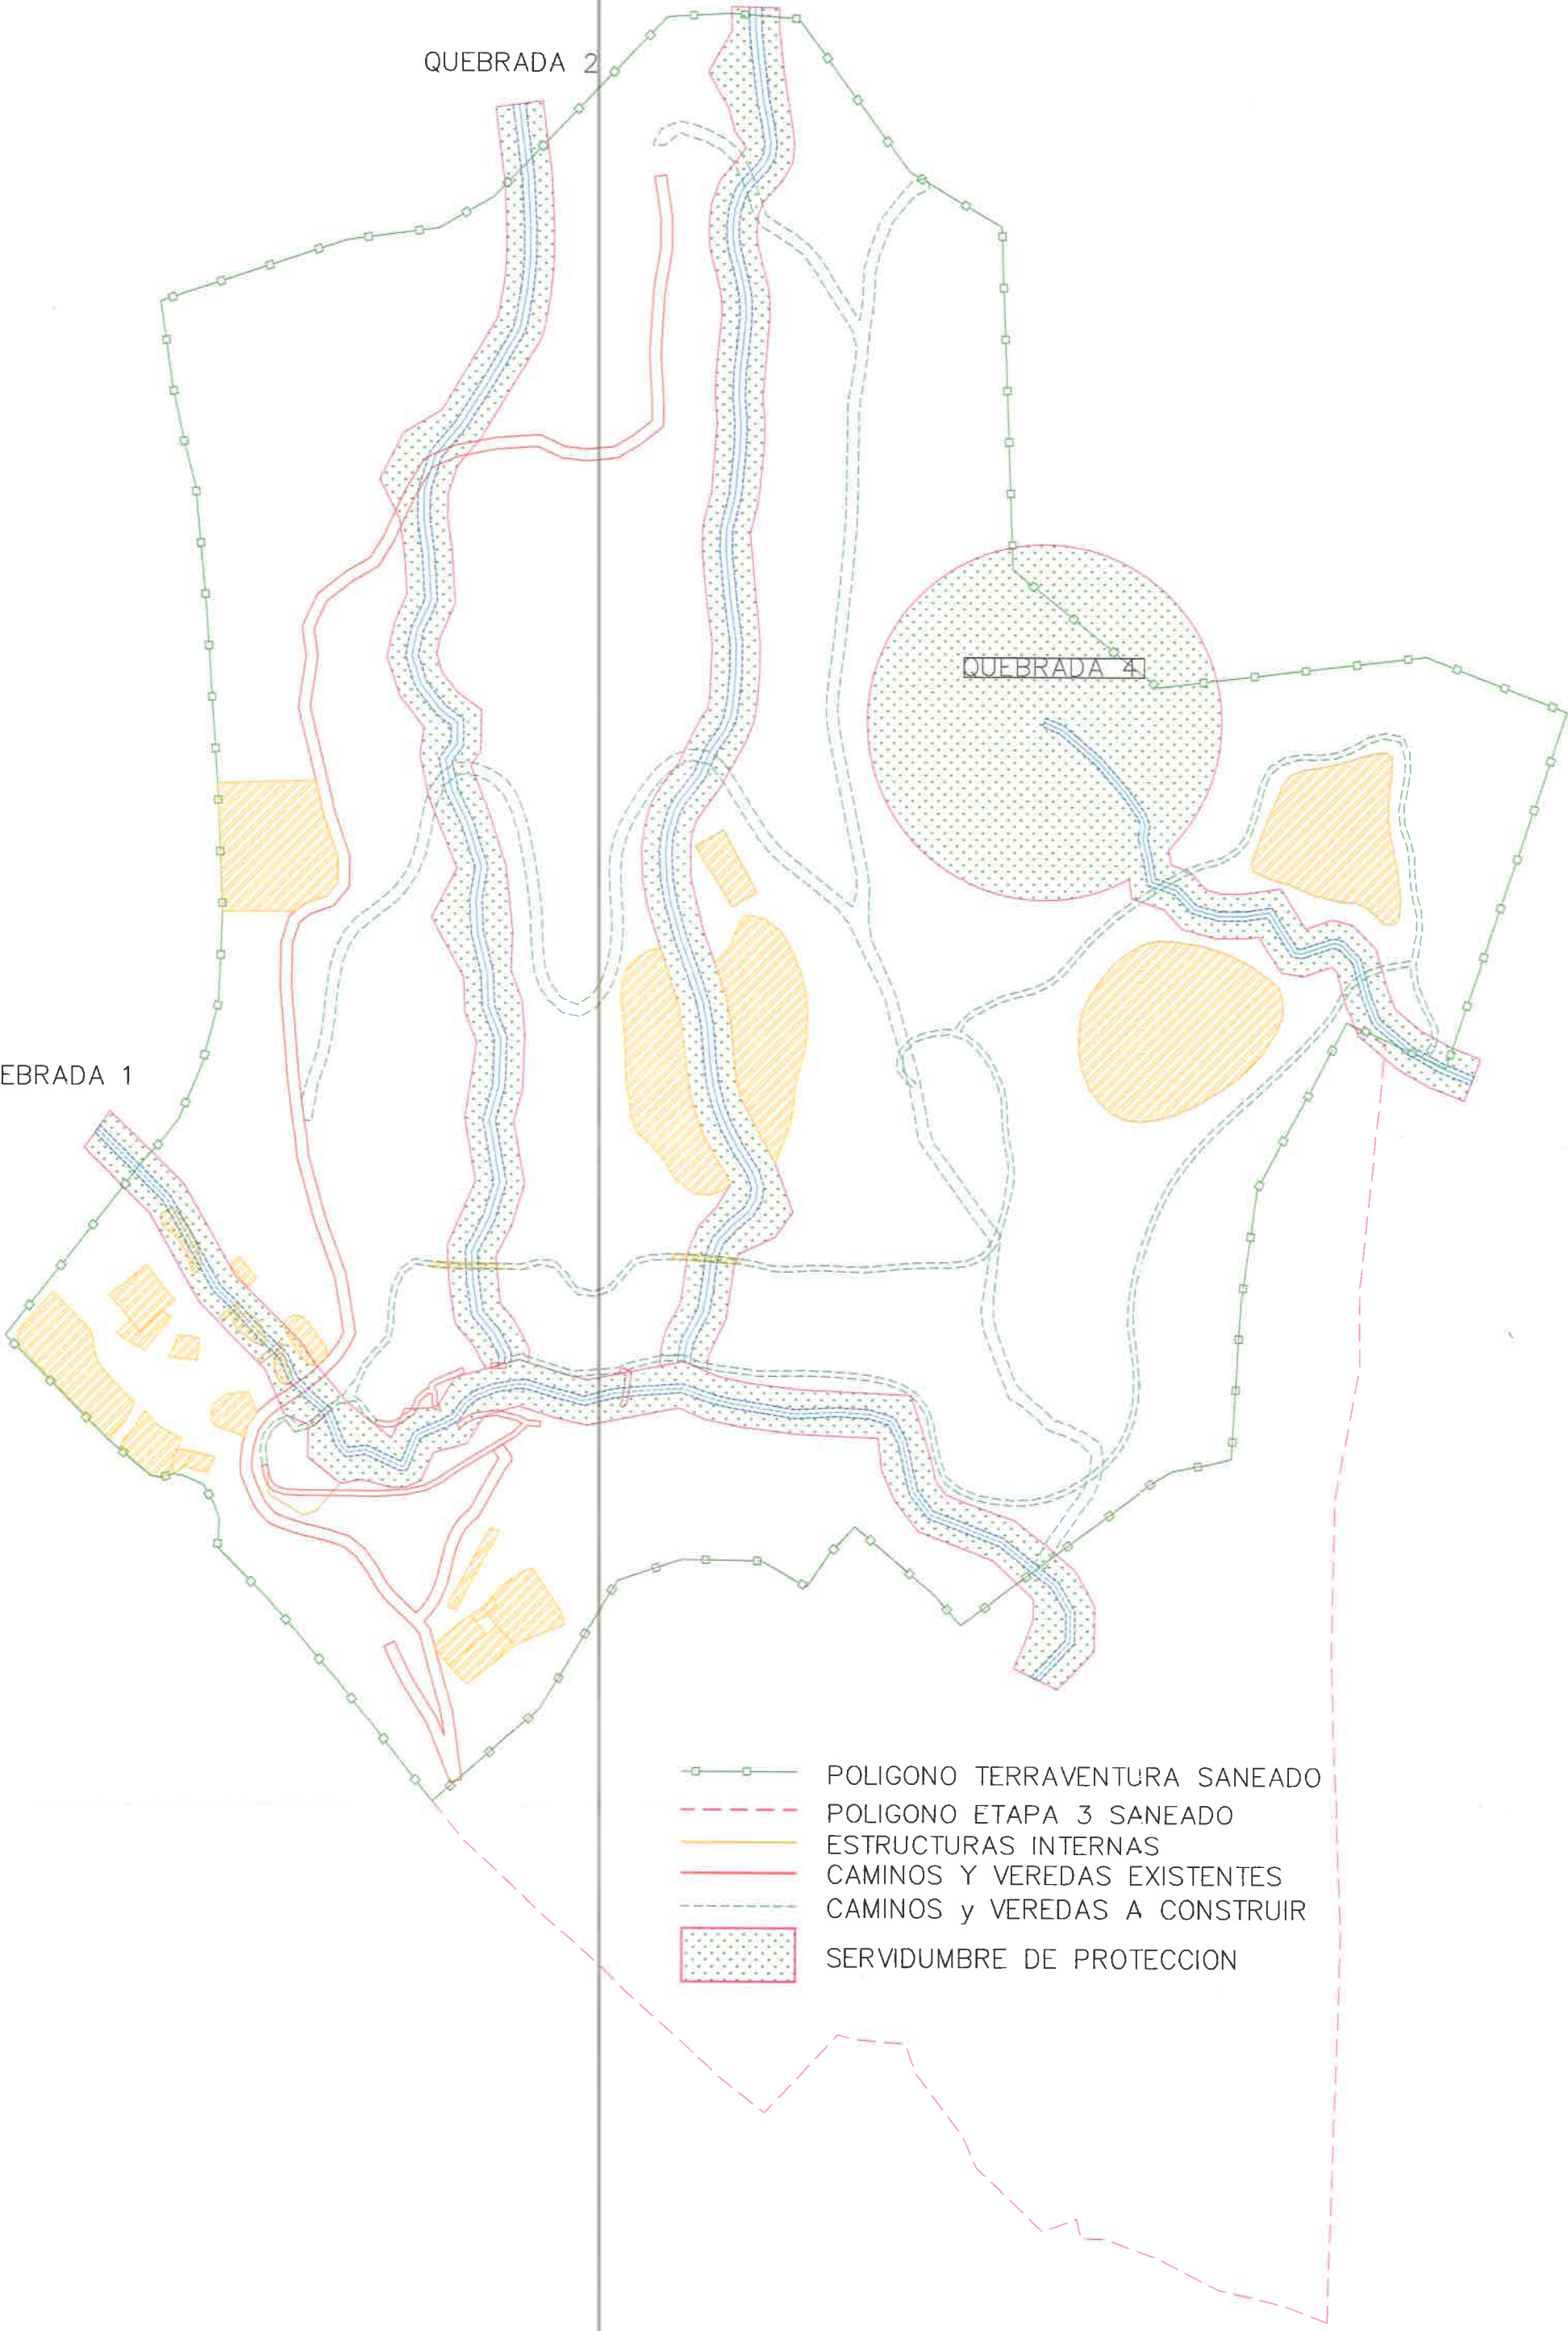 QUEBRADA 2
QUEBRADA 4
EBRADA 1
POLIGONO TERRAVENTURA SANEADO
POLIGONO ETAPA 3 SANEADO
ESTRUCTURAS INTERNAS
CAMINOS Y VEREDAS EXISTENTES
CAMINOS y VEREDAS A CONSTRUIR
SERVIDUMBRE DE PROTECCION